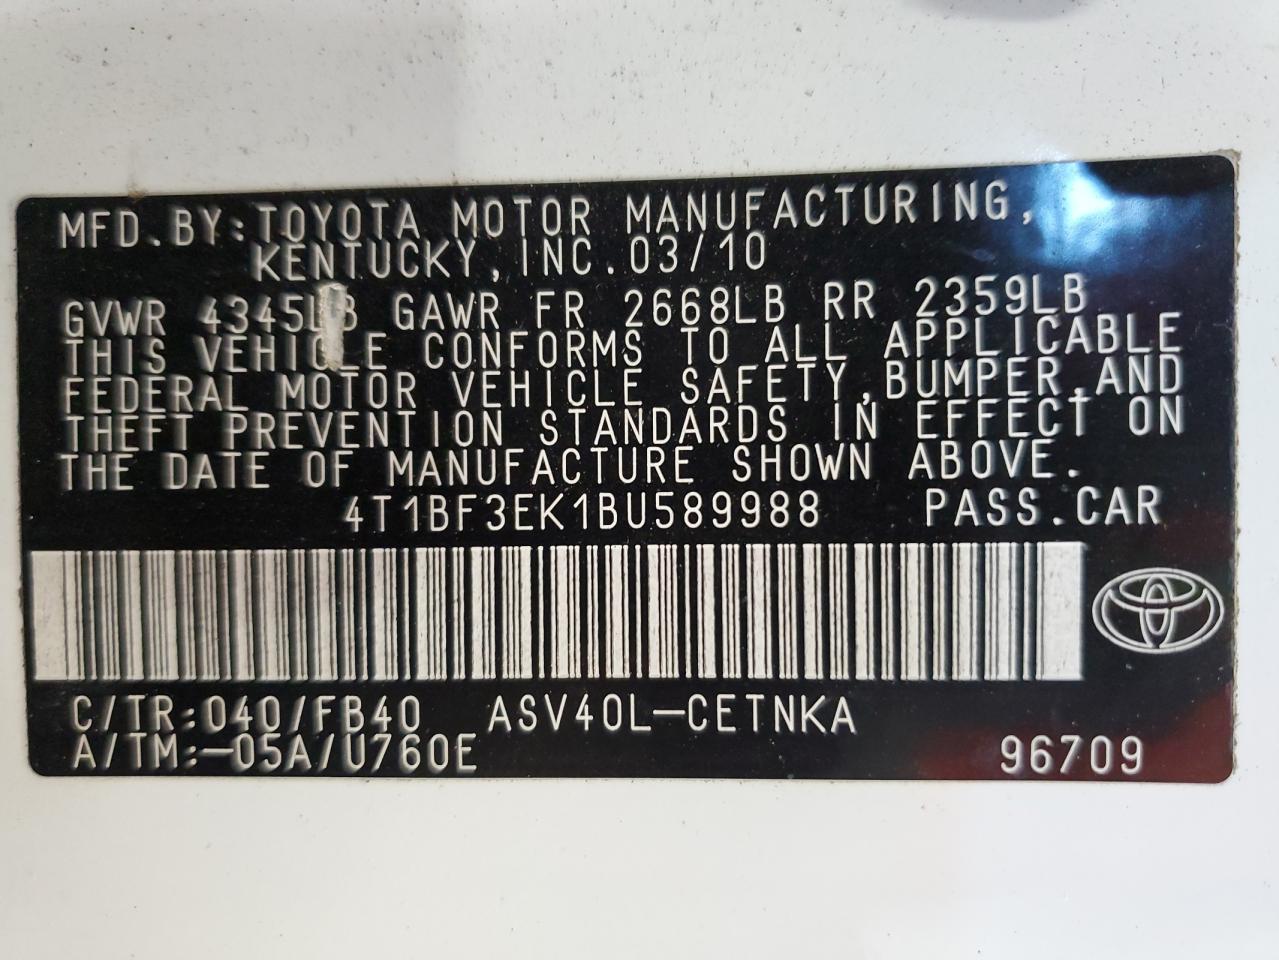 MFD.BY:TOYOTA MOTOR MANUFACTURING,
KENTUCKY,INC.03/10
GVWR 4345LB GAWR FR 2668LB RR 2359LB
THIS VEHICLE CONFORMS TO ALL APPLICABLE
FEDERAL MOTOR VEHICLE SAFETY,BUMPER,AND
THEFT PREVENTION STANDARDS IN EFFECT ON
THE DATE OF MANUFACTURE SHOWN ABOVE.
4T1BF3EK1BU589988 PASS.CAR
C/TR:040/FB40 ASV40L-CETNKA
A/TM:-05A/U760E 96709